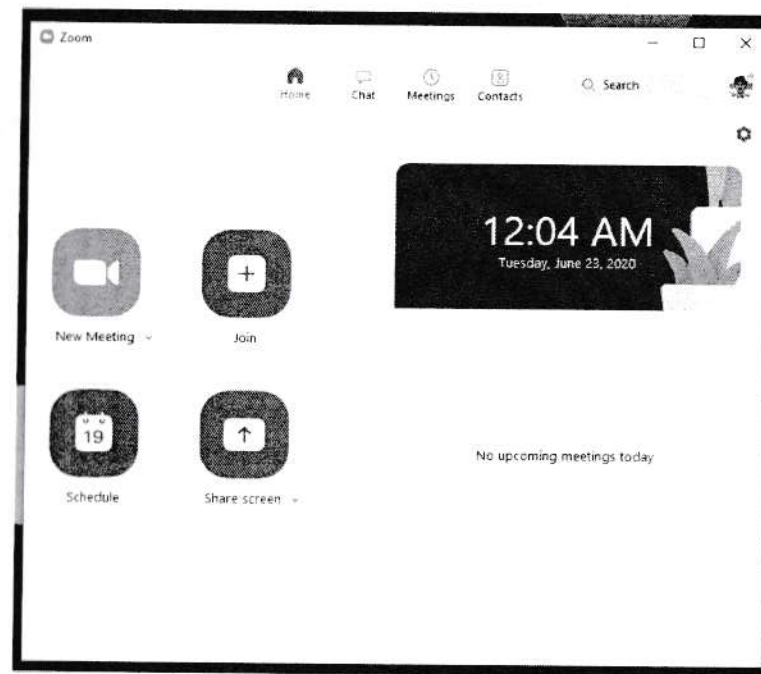 Zoom
Home Chat Meetings Contacts Search
12:04 AM
Tuesday, June 23, 2020
New Meeting Join
19
Schedule Share screen
No upcoming meetings today